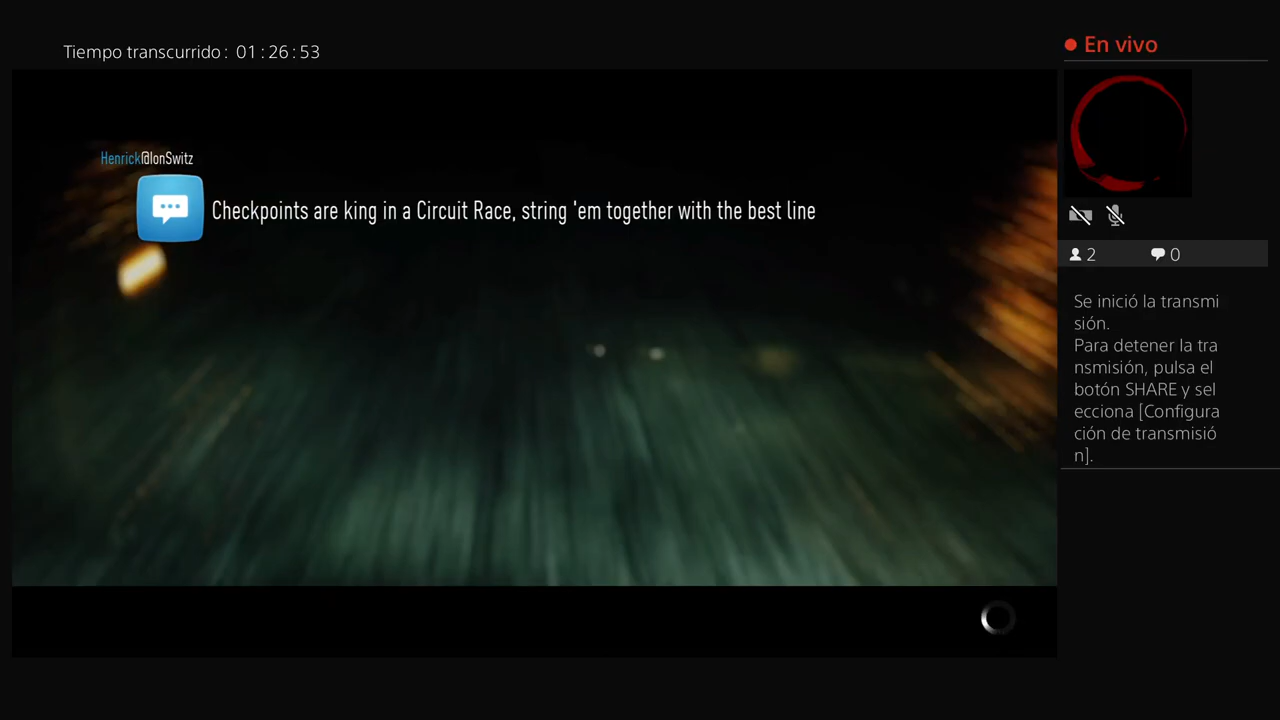 Tiempo transcurrido : 01 : 26 : 53
En vivo
Henrick@IonSwitz
Checkpoints are king in a Circuit Race, string 'em together with the best line
2
0
Se inició la transmi
sión.
Para detener la tra
nsmisión, pulsa el
botón SHARE y sel
ecciona [Configura
ción de transmisió
n].